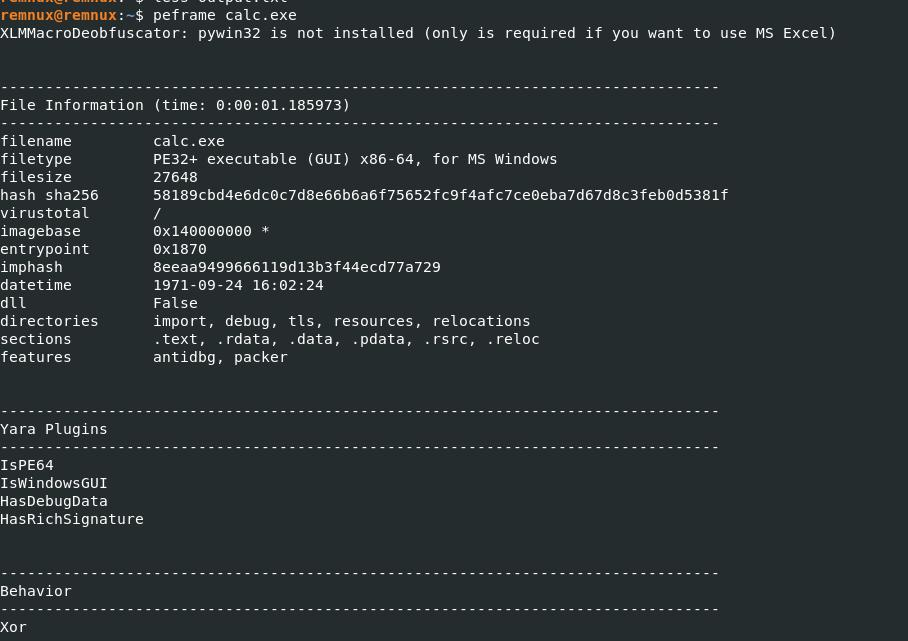 remnux@remnux:~$ peframe calc.exe
XLMMacroDeobfuscator: pywin32 is not installed (only is required if you want to use MS Excel)
--------------------------------------------------------------------------------
File Information (time: 0:00:01.185973)
--------------------------------------------------------------------------------
filename         calc.exe
filetype         PE32+ executable (GUI) x86-64, for MS Windows
filesize         27648
hash sha256      58189cbd4e6dc0c7d8e66b6a6f75652fc9f4afc7ce0eba7d67d8c3feb0d5381f
virustotal       /
imagebase        0x140000000 *
entrypoint       0x1870
imphash          8eeaa9499666119d13b3f44ecd77a729
datetime         1971-09-24 16:02:24
dll              False
directories      import, debug, tls, resources, relocations
sections         .text, .rdata, .data, .pdata, .rsrc, .reloc
features         antidbg, packer
--------------------------------------------------------------------------------
Yara Plugins
--------------------------------------------------------------------------------
IsPE64
IsWindowsGUI
HasDebugData
HasRichSignature
--------------------------------------------------------------------------------
Behavior
--------------------------------------------------------------------------------
Xor